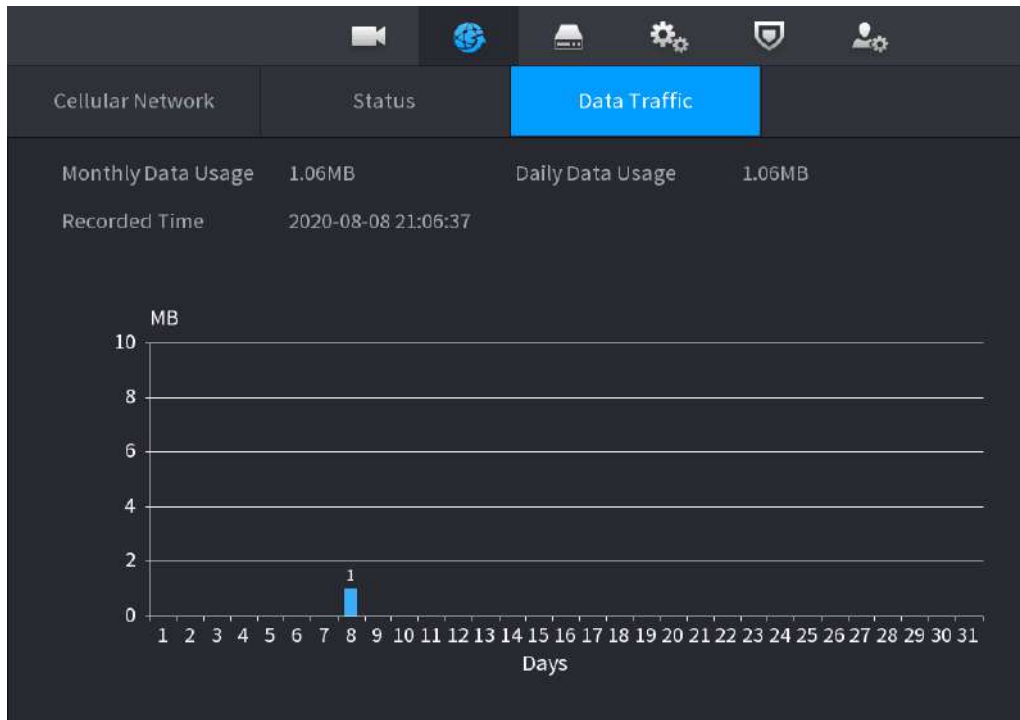 Cellular Network Status Data Traffic
Monthly Data Usage 1.06MB Daily Data Usage 1.06MB
Recorded Time 2020-08-08 21:06:37
MB
10
8
6
4
2
1
0
1 2 3 4 5 6 7 8 9 10 11 12 13 14 15 16 17 18 19 20 21 22 23 24 25 26 27 28 29 30 31
Days